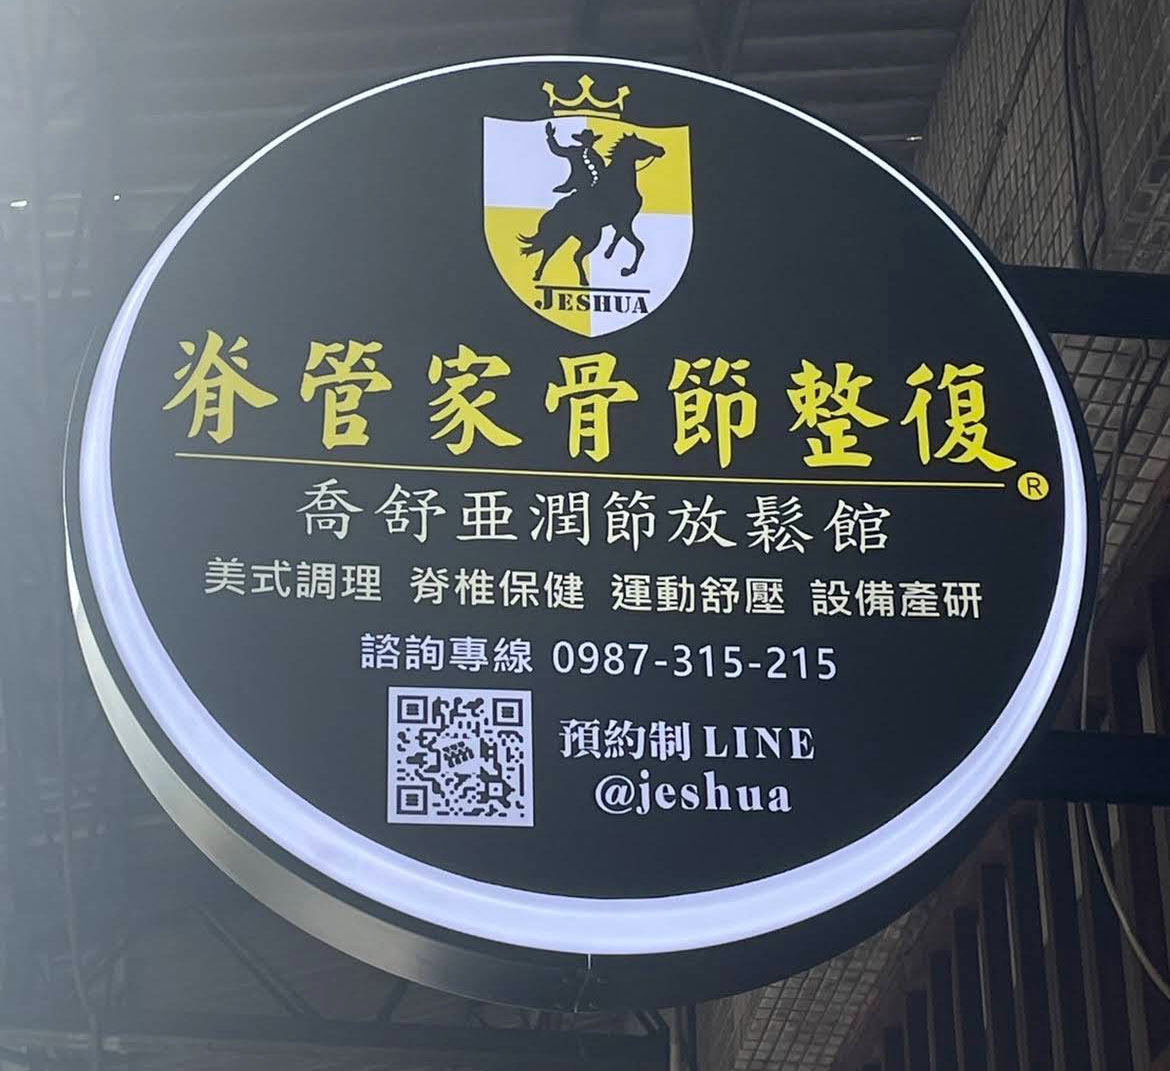 JESHUA
脊管家骨節整復
®
喬舒亜潤節放鬆館
美式調理 脊椎保健 運動舒壓 設備產研
諮詢專線 0987-315-215
預約制 LINE
@jeshua